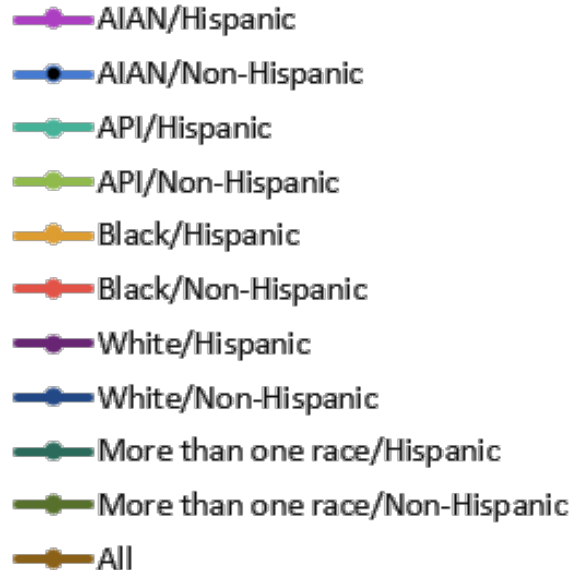 AIAN/Hispanic
AIAN/Non-Hispanic
API/Hispanic
API/Non-Hispanic
Black/Hispanic
Black/Non-Hispanic
White/Hispanic
White/Non-Hispanic
More than one race/Hispanic
More than one race/Non-Hispanic
All